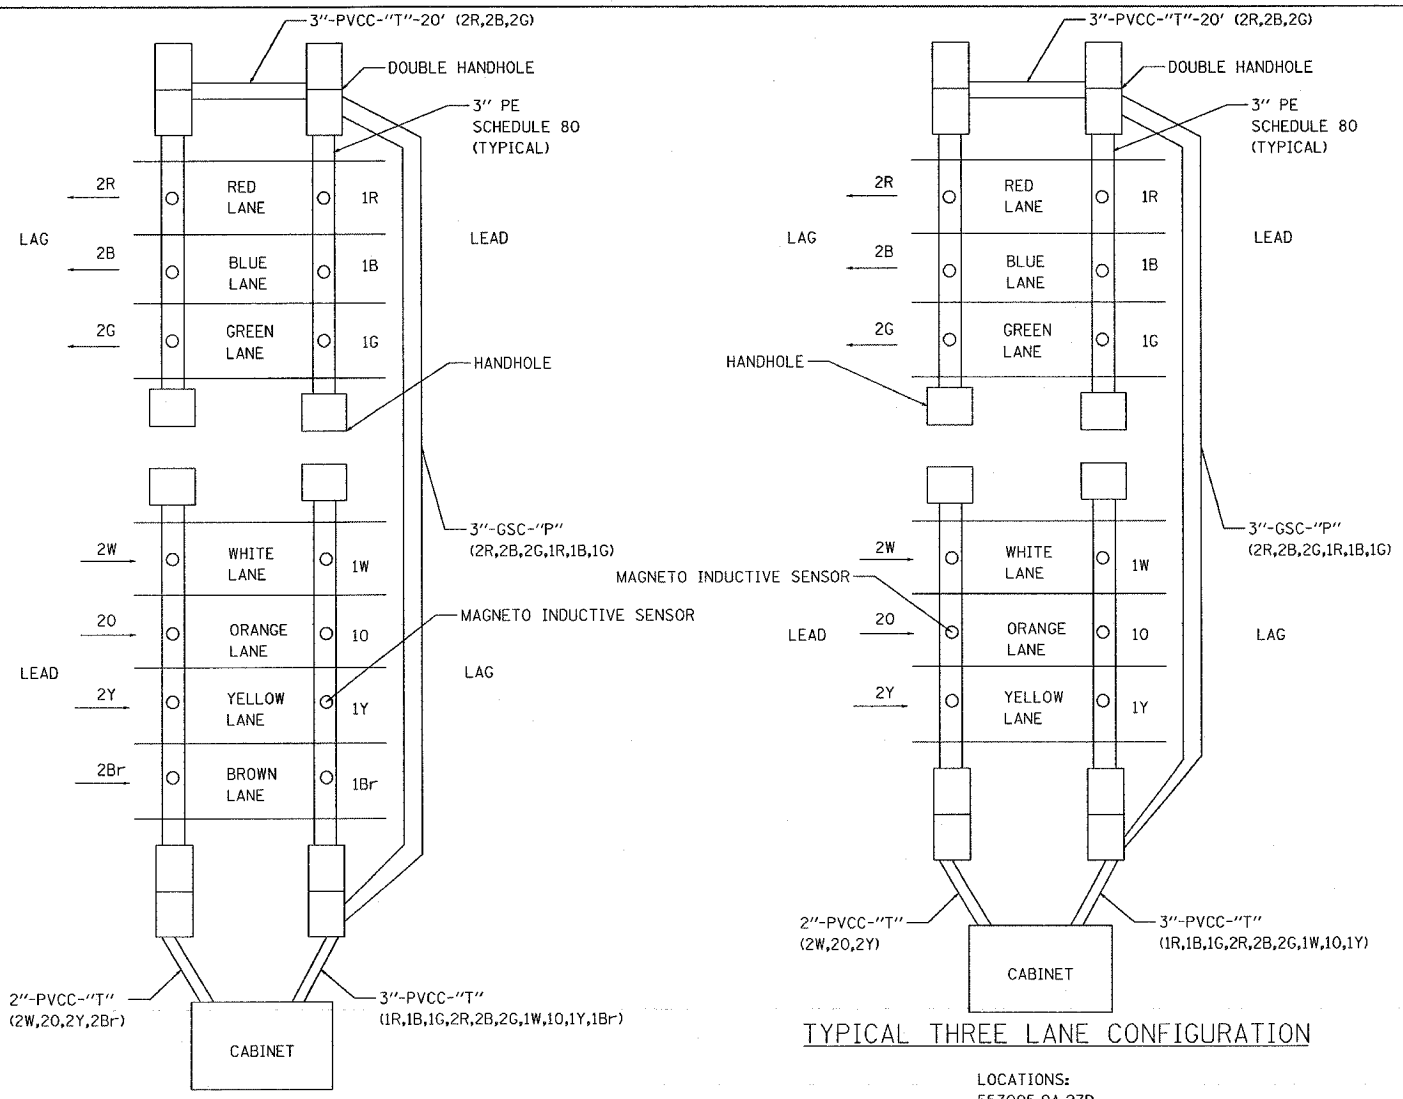 3"-PVCC-"T"-20' (2R,2B,2G)
DOUBLE HANDHOLE
3" PE
SCHEDULE 80
(TYPICAL)
2R
RED
LANE
1R
LAG
LEAD
2B
BLUE
LANE
1B
2G
GREEN
LANE
1G
HANDHOLE
3"-GSC-"P"
(2R,2B,2G,1R,1B,1G)
2W
WHITE
LANE
1W
MAGNETO INDUCTIVE SENSOR
2O
ORANGE
LANE
1O
LEAD
LAG
2Y
YELLOW
LANE
1Y
2Br
BROWN
LANE
1Br
2"-PVCC-"T"
(2W,2O,2Y,2Br)
3"-PVCC-"T"
(1R,1B,1G,2R,2B,2G,1W,1O,1Y,1Br)
CABINET
3"-PVCC-"T"-20' (2R,2B,2G)
DOUBLE HANDHOLE
3" PE
SCHEDULE 80
(TYPICAL)
2R
RED
LANE
1R
LAG
LEAD
2B
BLUE
LANE
1B
2G
GREEN
LANE
1G
HANDHOLE
3"-GSC-"P"
(2R,2B,2G,1R,1B,1G)
2W
WHITE
LANE
1W
MAGNETO INDUCTIVE SENSOR
2O
ORANGE
LANE
1O
LEAD
LAG
2Y
YELLOW
LANE
1Y
2"-PVCC-"T"
(2W,2O,2Y)
3"-PVCC-"T"
(1R,1B,1G,2R,2B,2G,1W,1O,1Y)
CABINET
TYPICAL THREE LANE CONFIGURATION
LOCATIONS: